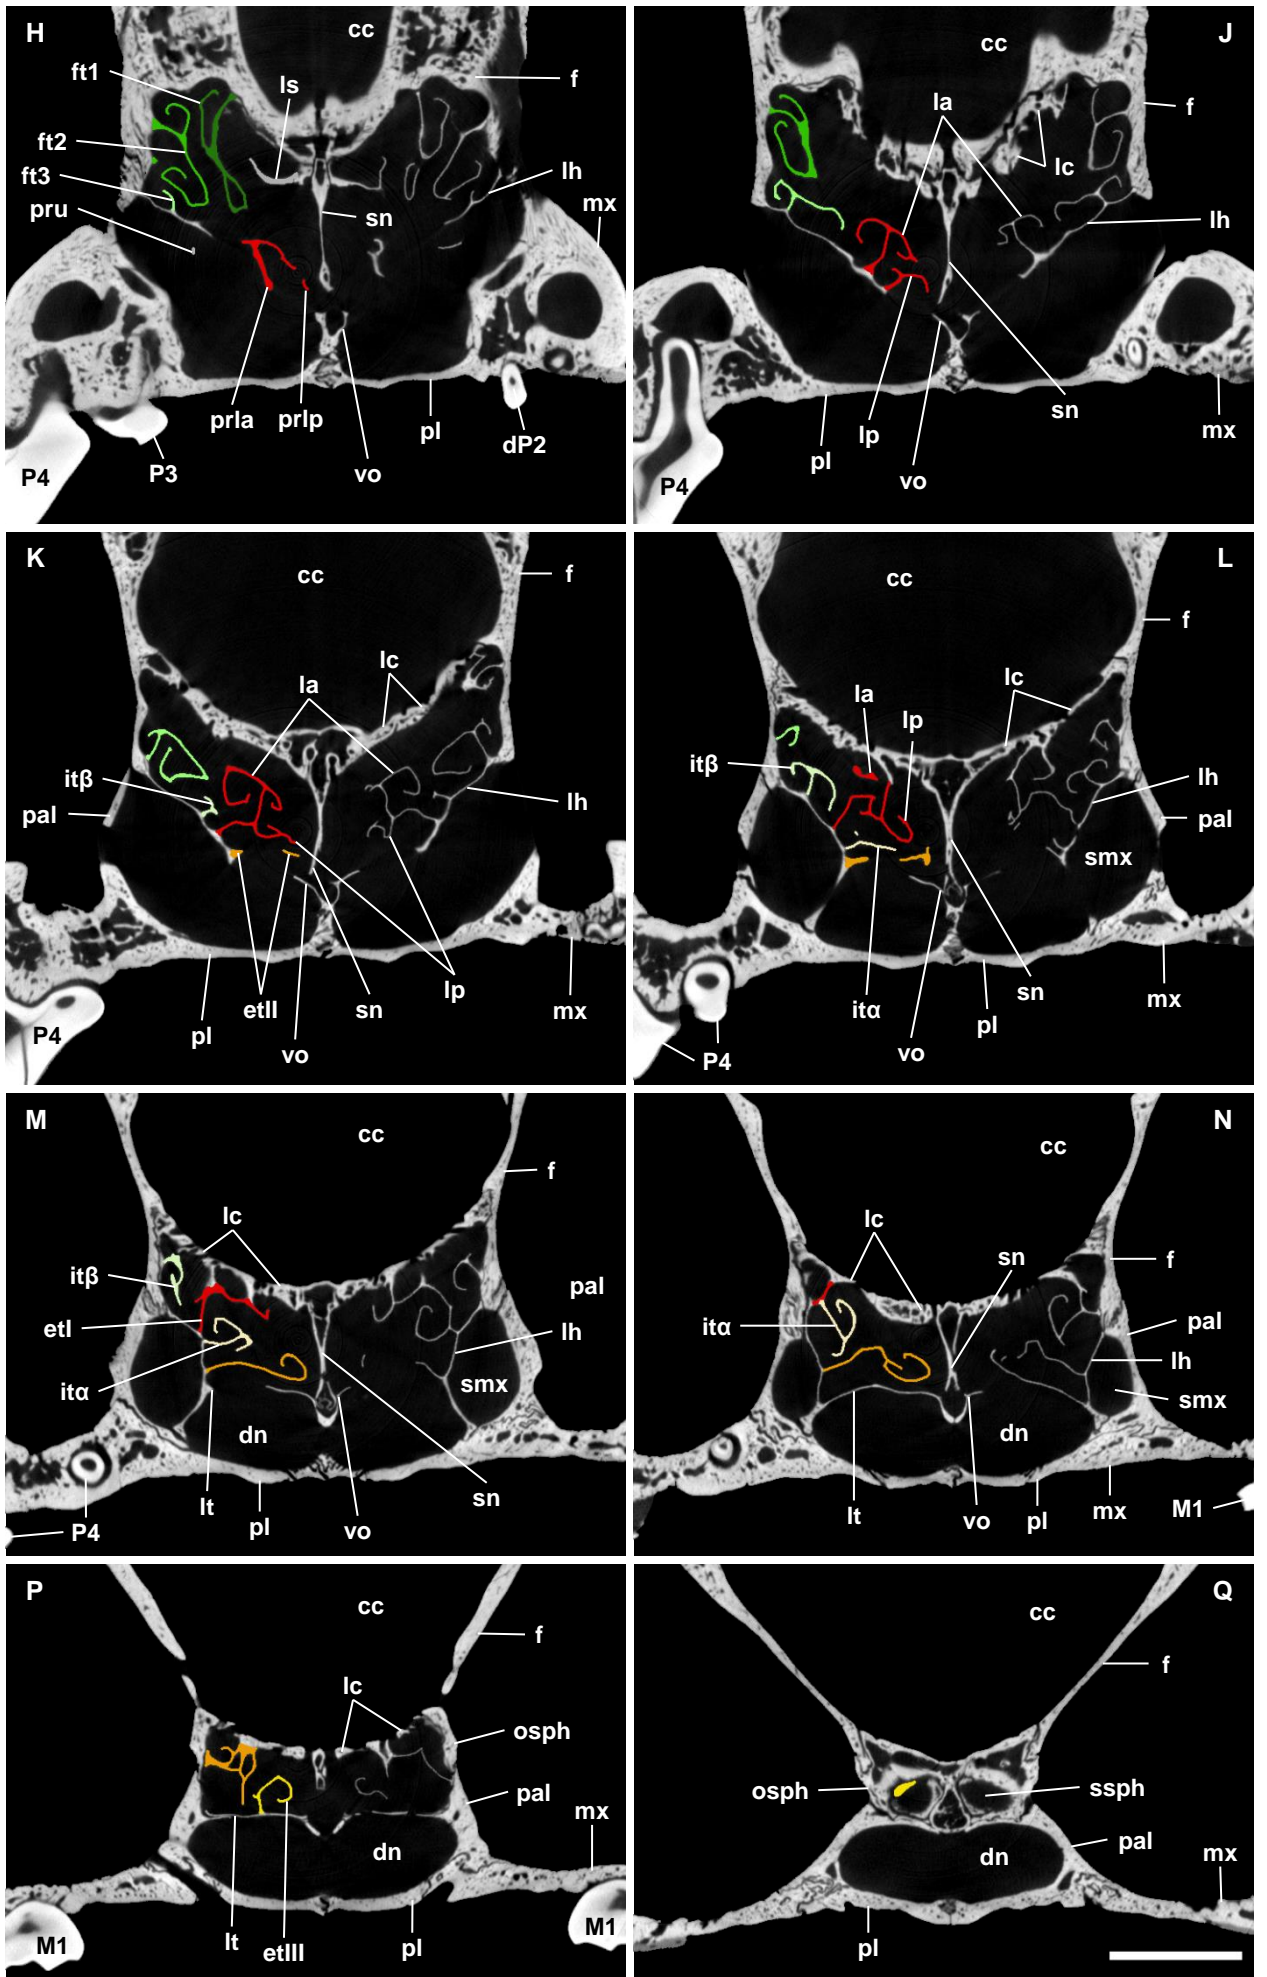 H
cc
ft1
ls
f
ft2
ft3
lh
pru
sn
mx
prla
prlp
pl
dP2
P4
P3
vo
J
cc
la
f
lc
lh
sn
lp
mx
pl
vo
P4
K
cc
f
lc
la
itβ
lh
pal
lp
etII
sn
mx
pl
P4
vo
L
cc
f
lc
la
lp
itβ
lh
pal
smx
sn
mx
itα
pl
vo
P4
M
cc
f
lc
itβ
pal
etI
lh
itα
smx
dn
sn
lt
pl
vo
P4
N
cc
lc
sn
f
itα
pal
lh
smx
dn
M1
lt
vo
pl
mx
P
cc
f
lc
osph
pal
mx
dn
M1
lt
etIII
pl
M1
Q
cc
f
osph
ssph
pal
dn
mx
pl